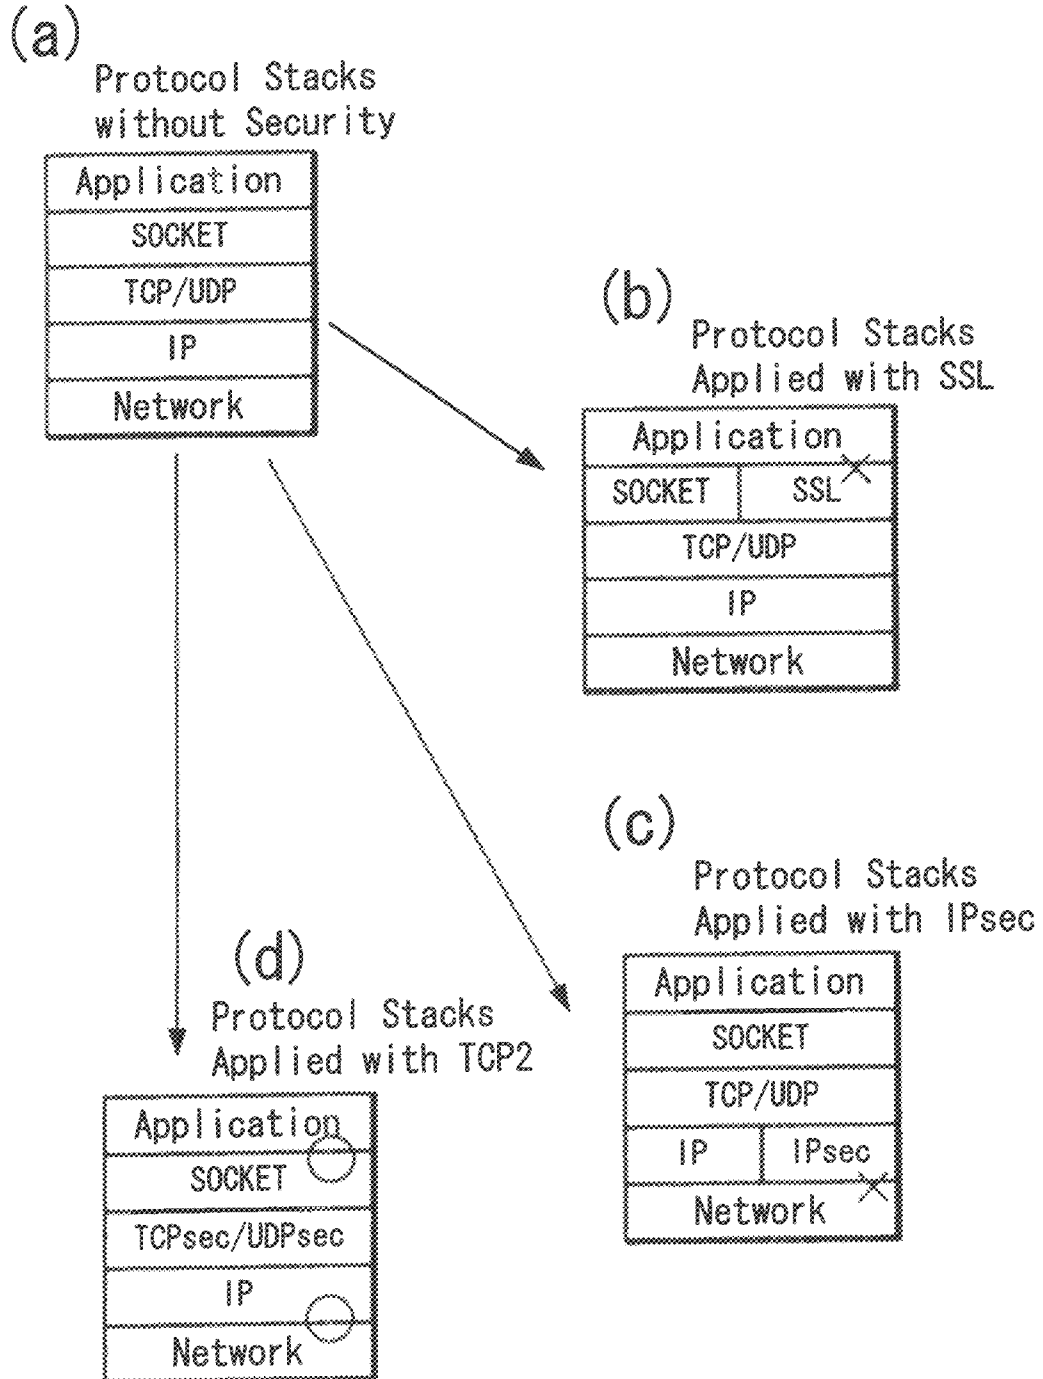 (a)
Protocol Stacks
without Security
Application
SOCKET
TCP/UDP
IP
Network
(b)
Protocol Stacks
Applied with SSL
Application
SOCKET SSL
TCP/UDP
IP
Network
(c)
Protocol Stacks
Applied with IPsec
Application
SOCKET
TCP/UDP
IP IPsec
Network
(d)
Protocol Stacks
Applied with TCP2
Application
SOCKET
TCPsec/UDPsec
IP
Network